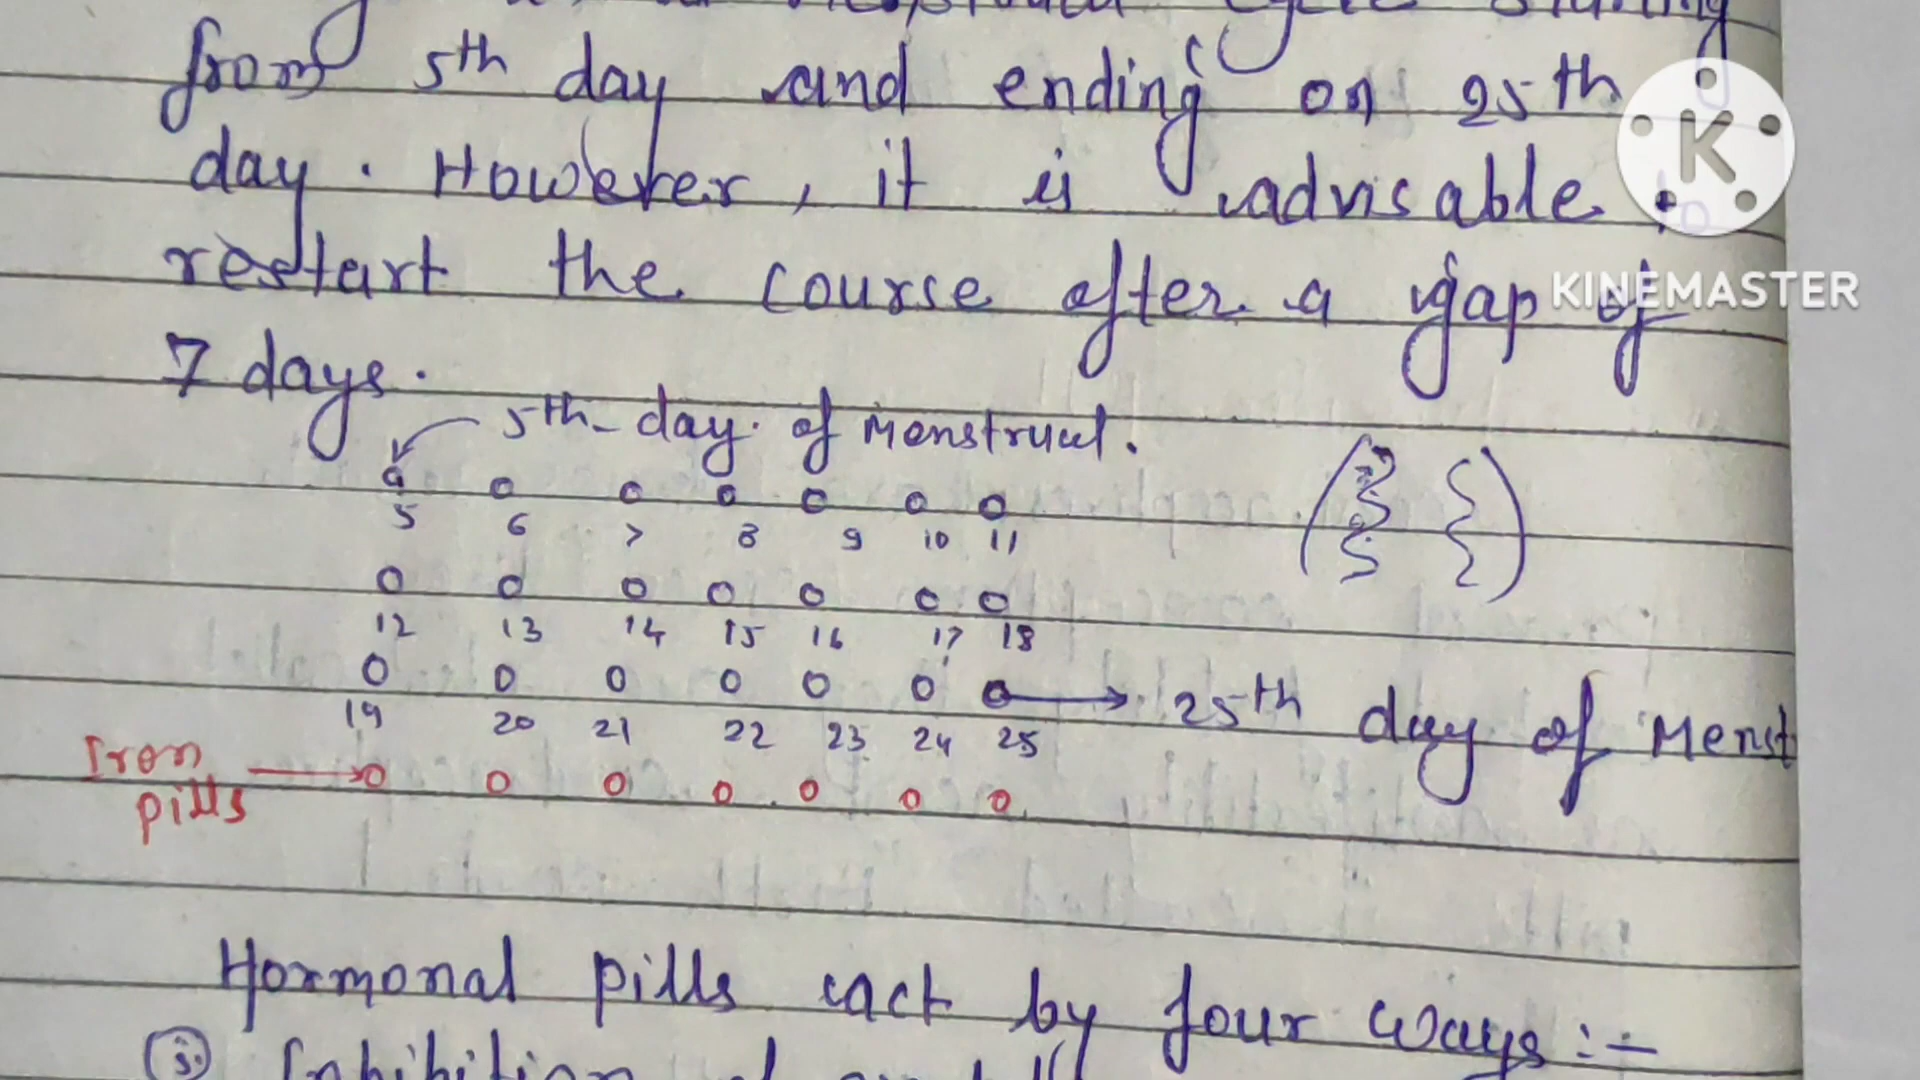 from 5th day and ending on 25th
day. However, it is advisable to
restart the course after a gap of
7 days.
5th day of Menstrual.
5 6 7 8 9 10 11
12 13 14 15 16 17 18
19 20 21 22 23 24 25
25th day of Menst
Iron
pills
Hormonal pills act by four ways :-
K
KINEMASTER